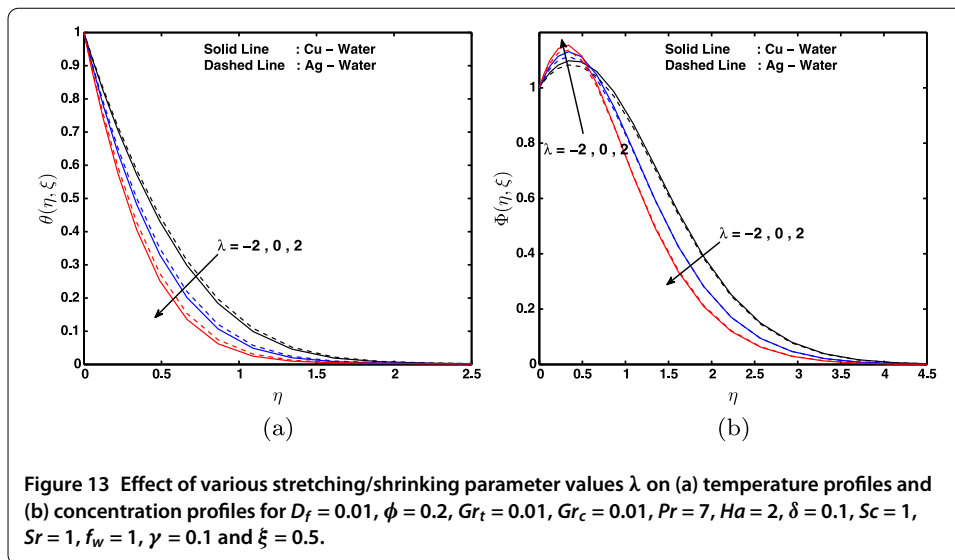 1
0.9
0.8
0.7
0.6
0.5
0.4
0.3
0.2
0.1
0
θ(η, ξ)
Solid Line : Cu – Water
Dashed Line : Ag – Water
λ = −2 , 0 , 2
0 0.5 1 1.5 2 2.5
η
(a)
1
0.8
0.6
0.4
0.2
0
Φ(η, ξ)
Solid Line : Cu – Water
Dashed Line : Ag – Water
λ = −2 , 0 , 2
λ = −2 , 0 , 2
0 0.5 1 1.5 2 2.5 3 3.5 4 4.5
η
(b)
Figure 13 Effect of various stretching/shrinking parameter values λ on (a) temperature profiles and
(b) concentration profiles for D_f = 0.01, ϕ = 0.2, Gr_t = 0.01, Gr_c = 0.01, Pr = 7, Ha = 2, δ = 0.1, Sc = 1,
Sr = 1, f_w = 1, γ = 0.1 and ξ = 0.5.